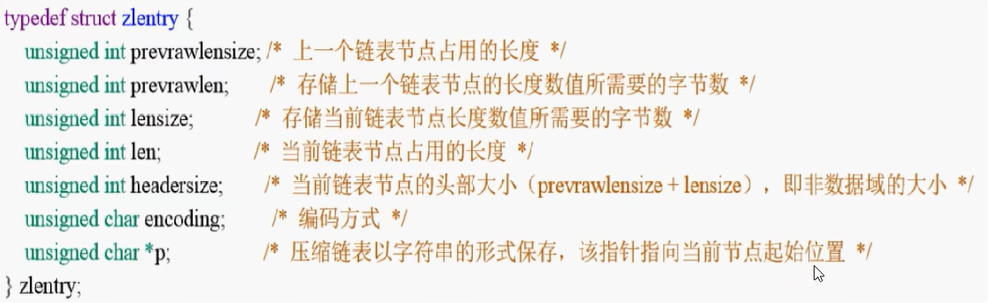 typedef struct zlentry {
unsigned int prevrawlensize; /* 上一个链表节点占用的长度 */
unsigned int prevrawlen; /* 存储上一个链表节点的长度数值所需要的字节数 */
unsigned int lensize; /* 存储当前链表节点长度数值所需要的字节数 */
unsigned int len; /* 当前链表节点占用的长度 */
unsigned int headersize; /* 当前链表节点的头部大小（prevrawlensize + lensize），即非数据域的大小 */
unsigned char encoding; /* 编码方式 */
unsigned char *p; /* 压缩链表以字符串的形式保存，该指针指向当前节点起始位置 */
} zlentry;